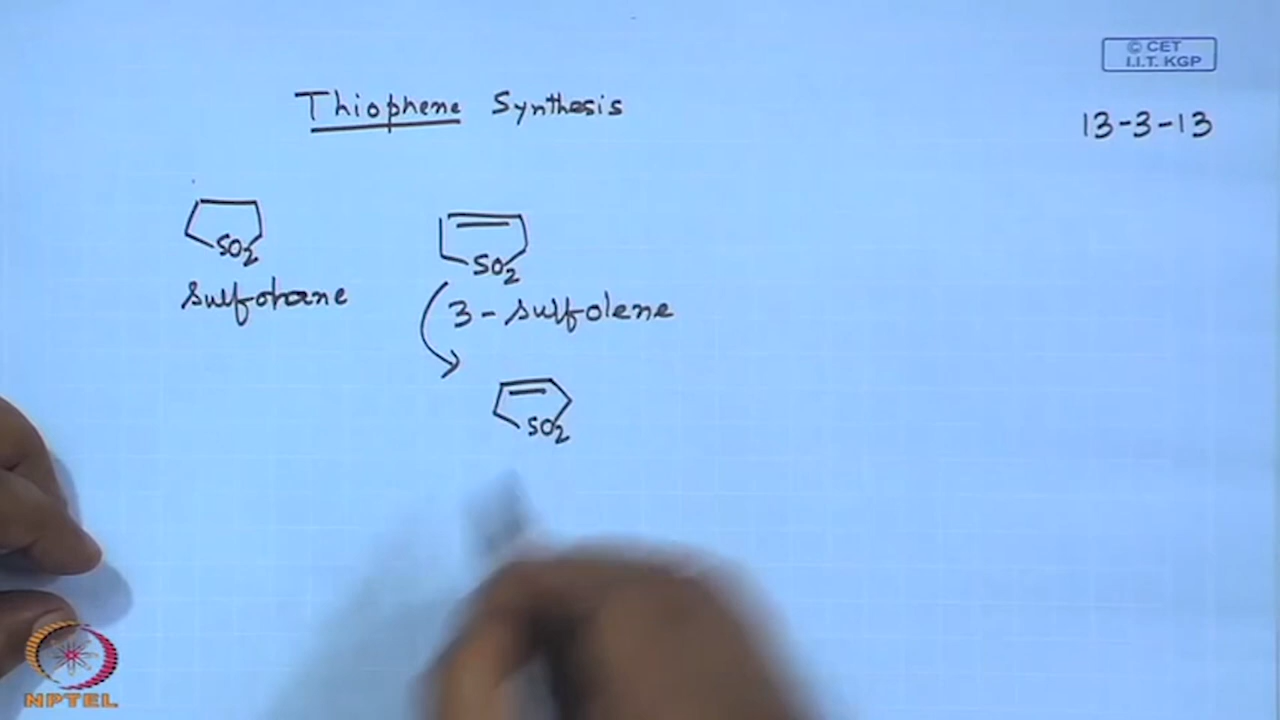 © CET
I.I.T. KGP
Thiophene Synthesis
13-3-13
SO2
SO2
sulfolane
3-sulfolene
SO2
NPTEL